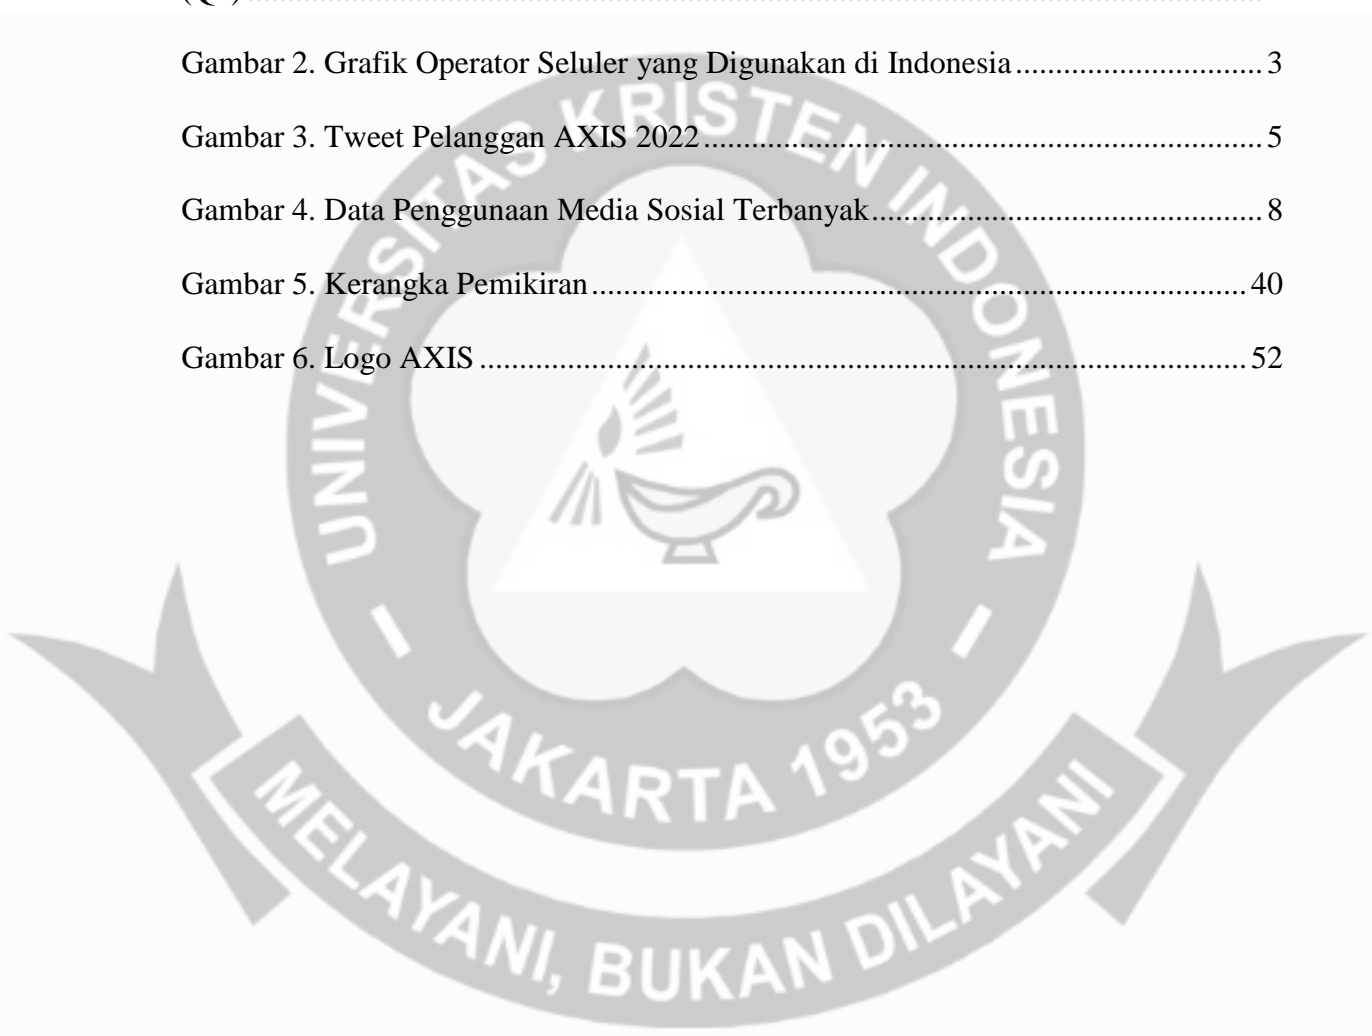 Gambar 2. Grafik Operator Seluler yang Digunakan di Indonesia............................... 3
Gambar 3. Tweet Pelanggan AXIS 2022...................................................................... 5
Gambar 4. Data Penggunaan Media Sosial Terbanyak................................................. 8
Gambar 5. Kerangka Pemikiran................................................................................. 40
Gambar 6. Logo AXIS ............................................................................................... 52
UNIVERSITAS KRISTEN INDONESIA
JAKARTA 1953
MELAYANI, BUKAN DILAYANI